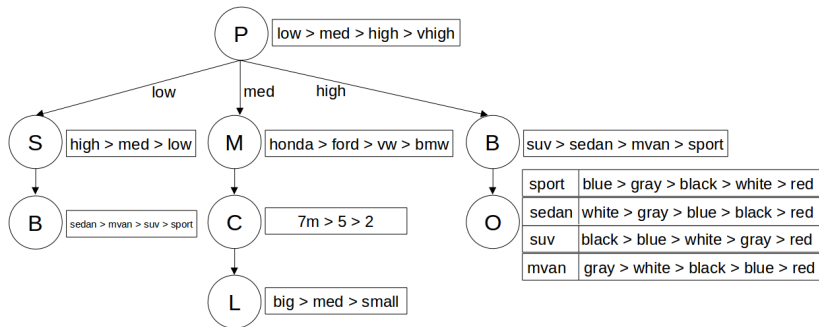 P low > med > high > vhigh
low med high
S high > med > low
M honda > ford > vw > bmw
B suv > sedan > mvan > sport
B sedan > mvan > suv > sport
C 7m > 5 > 2
O
sport blue > gray > black > white > red
sedan white > gray > blue > black > red
suv black > blue > white > gray > red
mvan gray > white > black > blue > red
L big > med > small